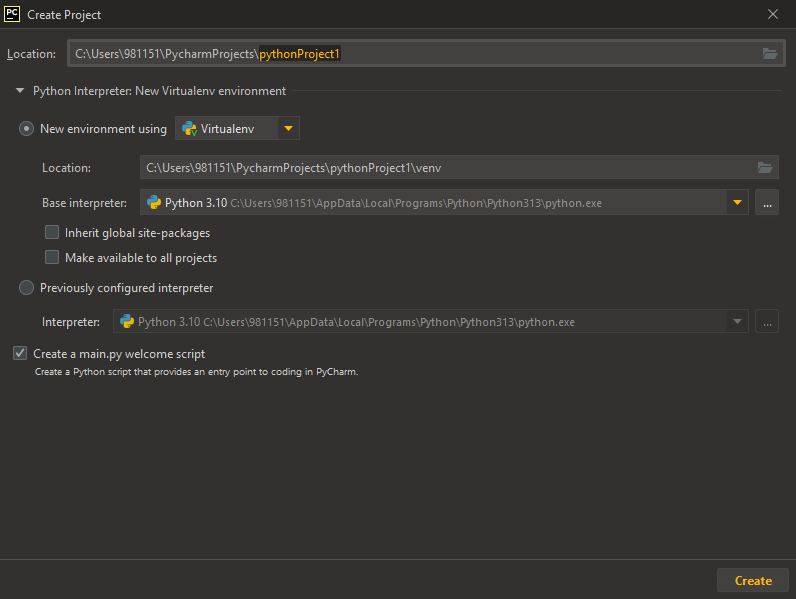 PC Create Project
Location: C:\Users\981151\PycharmProjects\pythonProject1
Python Interpreter: New Virtualenv environment
New environment using Virtualenv
Location: C:\Users\981151\PycharmProjects\pythonProject1\venv
Base interpreter: Python 3.10 C:\Users\981151\AppData\Local\Programs\Python\Python313\python.exe ...
Inherit global site-packages
Make available to all projects
Previously configured interpreter
Interpreter: Python 3.10 C:\Users\981151\AppData\Local\Programs\Python\Python313\python.exe ...
Create a main.py welcome script
Create a Python script that provides an entry point to coding in PyCharm.
Create